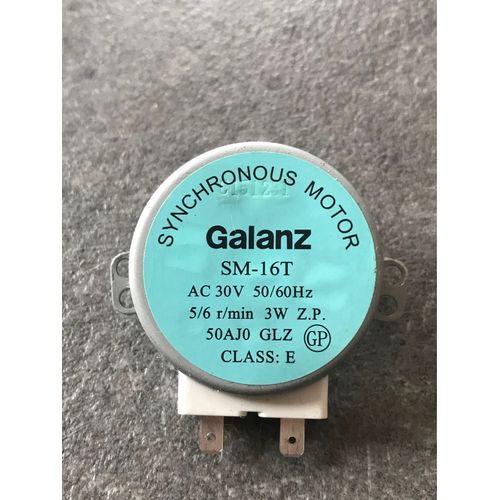 SYNCHRONOUS MOTOR
Galanz
SM-16T
AC 30V 50/60Hz
5/6 r/min 3W Z.P.
50AJ0 GLZ GP
CLASS: E